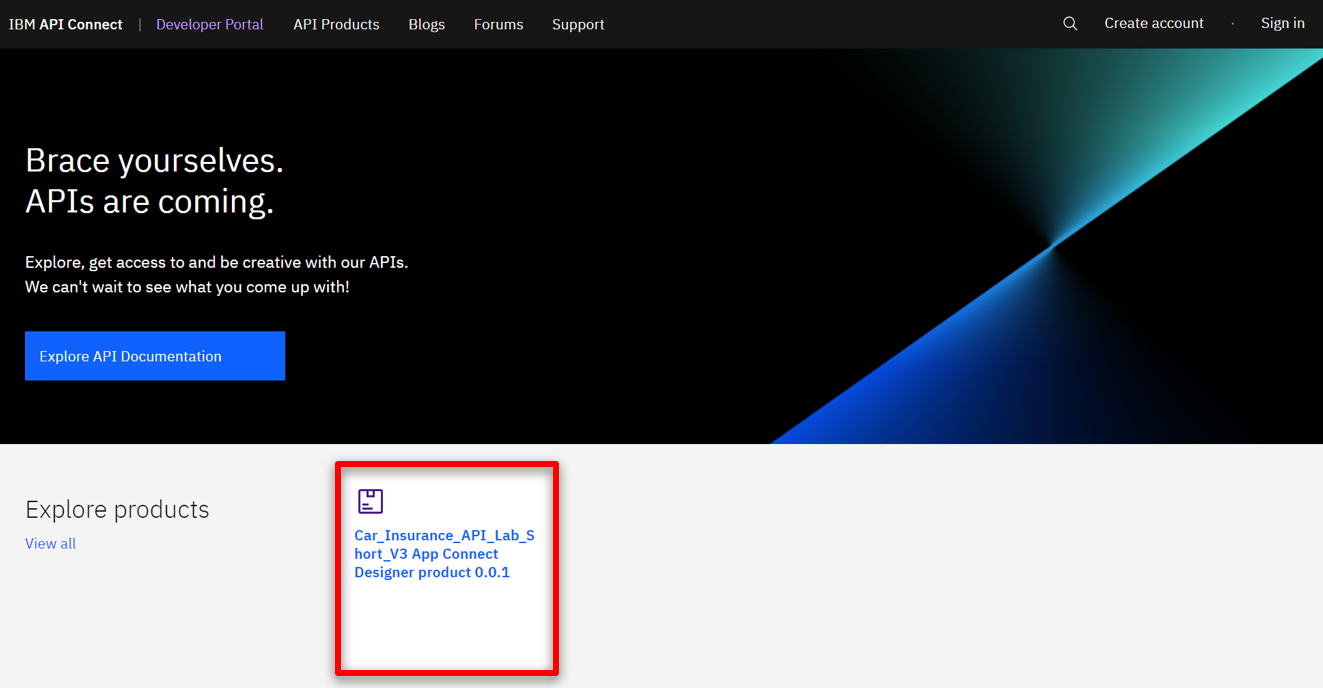 IBM API Connect | Developer Portal API Products Blogs Forums Support Create account · Sign in
Brace yourselves.
APIs are coming.
Explore, get access to and be creative with our APIs.
We can't wait to see what you come up with!
Explore API Documentation
Explore products
View all
Car_Insurance_API_Lab_S
hort_V3 App Connect
Designer product 0.0.1